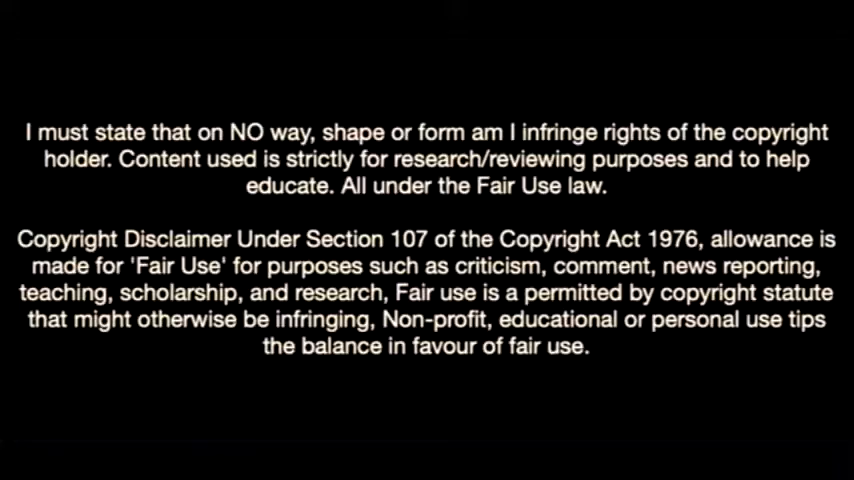 I must state that on NO way, shape or form am I infringe rights of the copyright
holder. Content used is strictly for research/reviewing purposes and to help
educate. All under the Fair Use law.
Copyright Disclaimer Under Section 107 of the Copyright Act 1976, allowance is
made for 'Fair Use' for purposes such as criticism, comment, news reporting,
teaching, scholarship, and research, Fair use is a permitted by copyright statute
that might otherwise be infringing, Non-profit, educational or personal use tips
the balance in favour of fair use.